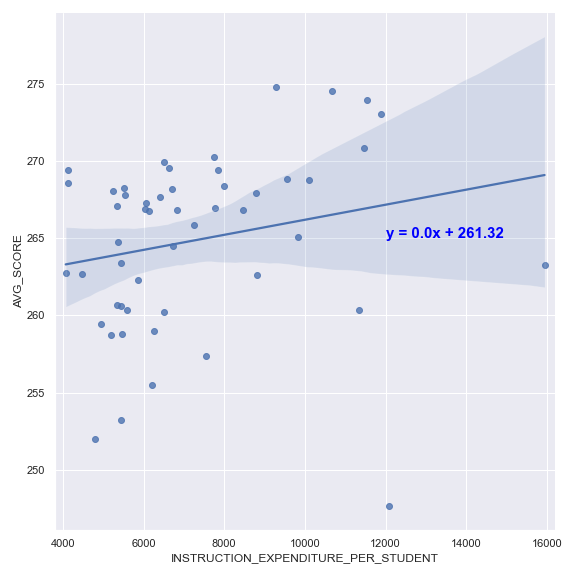 275
270
265
260
255
250
AVG_SCORE
y = 0.0x + 261.32
4000 6000 8000 10000 12000 14000 16000
INSTRUCTION_EXPENDITURE_PER_STUDENT